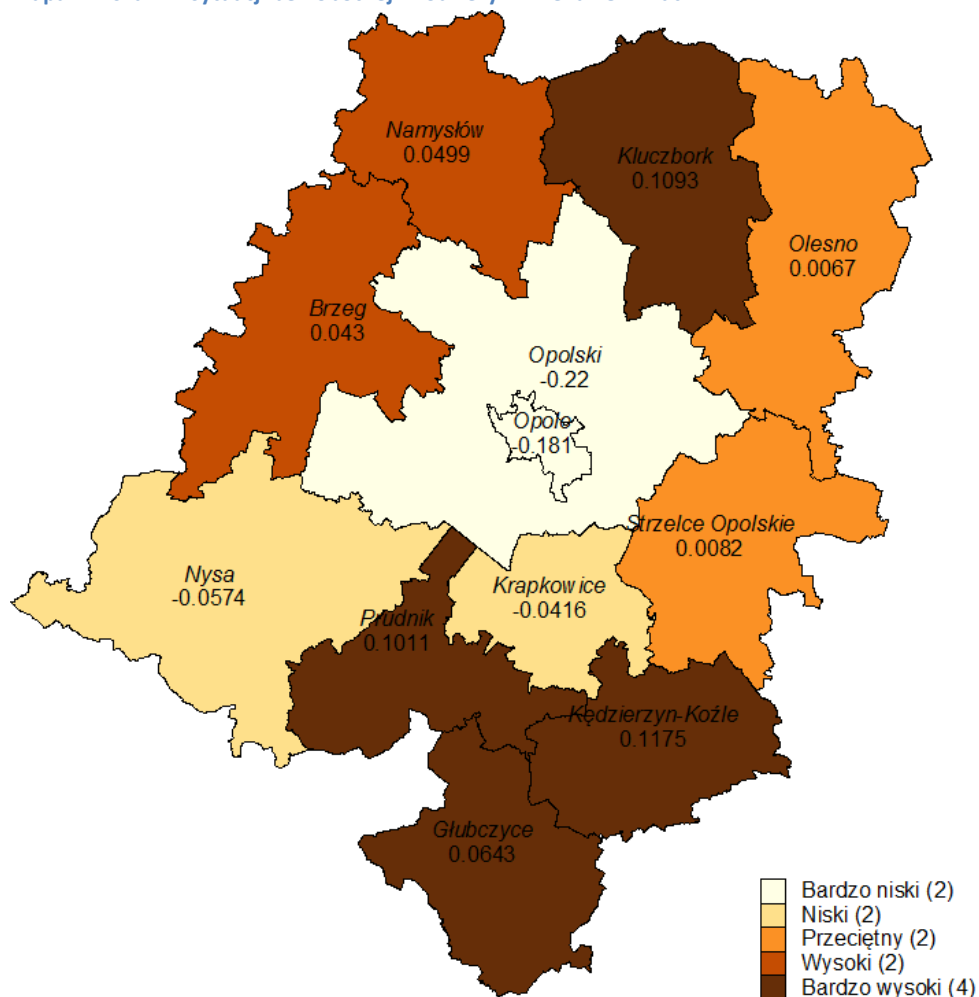 Namysłów
0.0499
Kluczbork
0.1093
Olesno
0.0067
Brzeg
0.043
Opolski
-0.22
Opole
-0.181
Strzelce Opolskie
0.0082
Nysa
-0.0574
Krapkowice
-0.0416
Prudnik
0.1011
Kędzierzyn-Koźle
0.1175
Głubczyce
0.0643
Bardzo niski (2)
Niski (2)
Przeciętny (2)
Wysoki (2)
Bardzo wysoki (4)